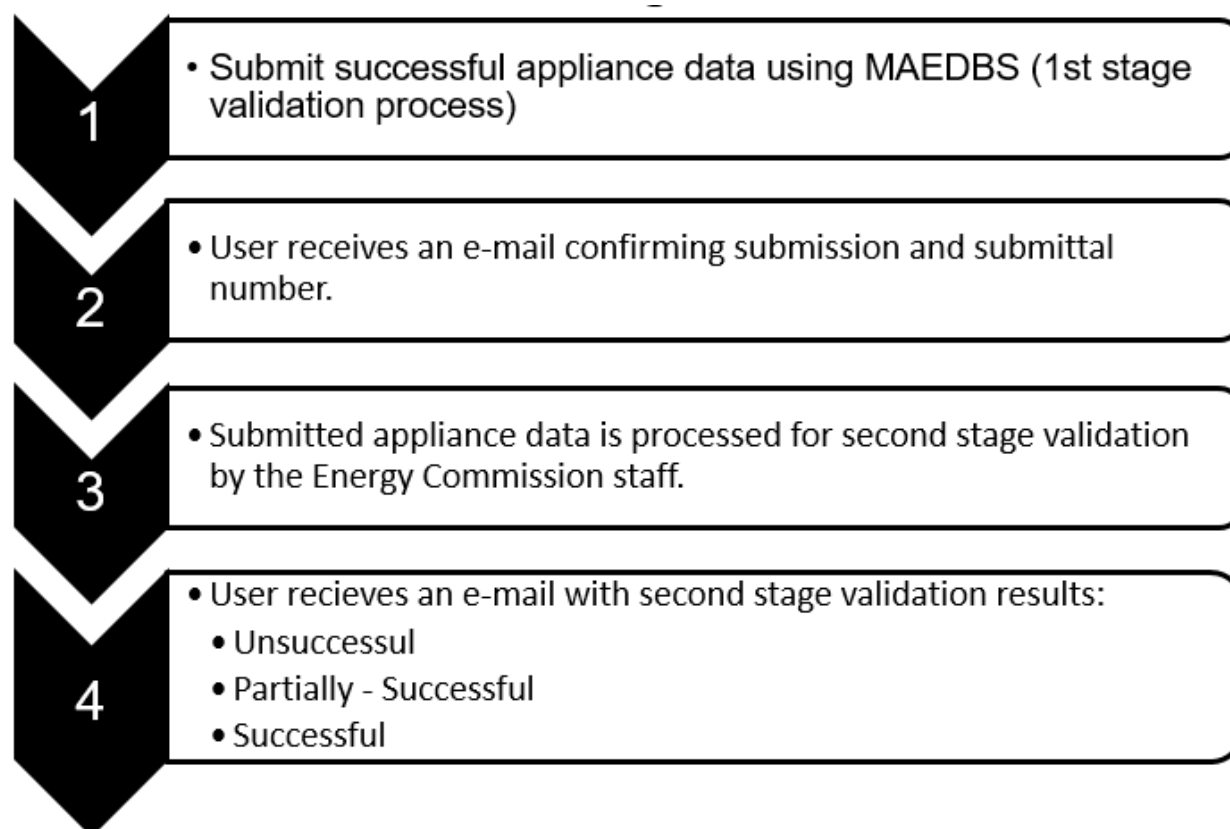 1
• Submit successful appliance data using MAEDBS (1st stage
validation process)
2
• User receives an e-mail confirming submission and submittal
number.
3
• Submitted appliance data is processed for second stage validation
by the Energy Commission staff.
4
• User recieves an e-mail with second stage validation results:
• Unsuccessul
• Partially - Successful
• Successful